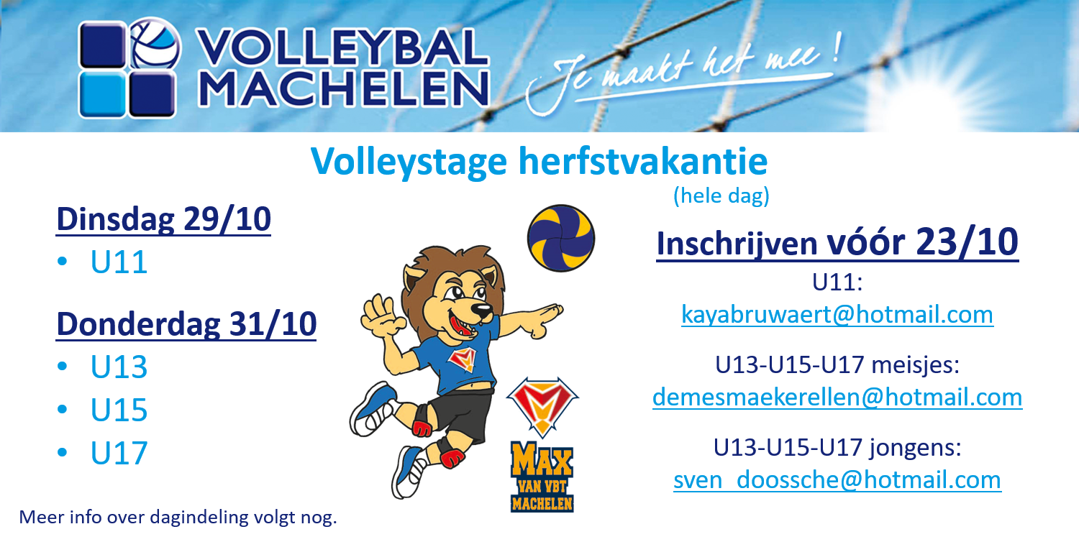 VOLLEYBAL
MACHELEN
Je maakt het mee !
Volleystage herfstvakantie
(hele dag)
Dinsdag 29/10
• U11
Donderdag 31/10
• U13
• U15
• U17
Meer info over dagindeling volgt nog.
MAX
VAN VBT
MACHELEN
Inschrijven vóór 23/10
U11:
kayabruwaert@hotmail.com
U13-U15-U17 meisjes:
demesmaekerellen@hotmail.com
U13-U15-U17 jongens:
sven_doossche@hotmail.com